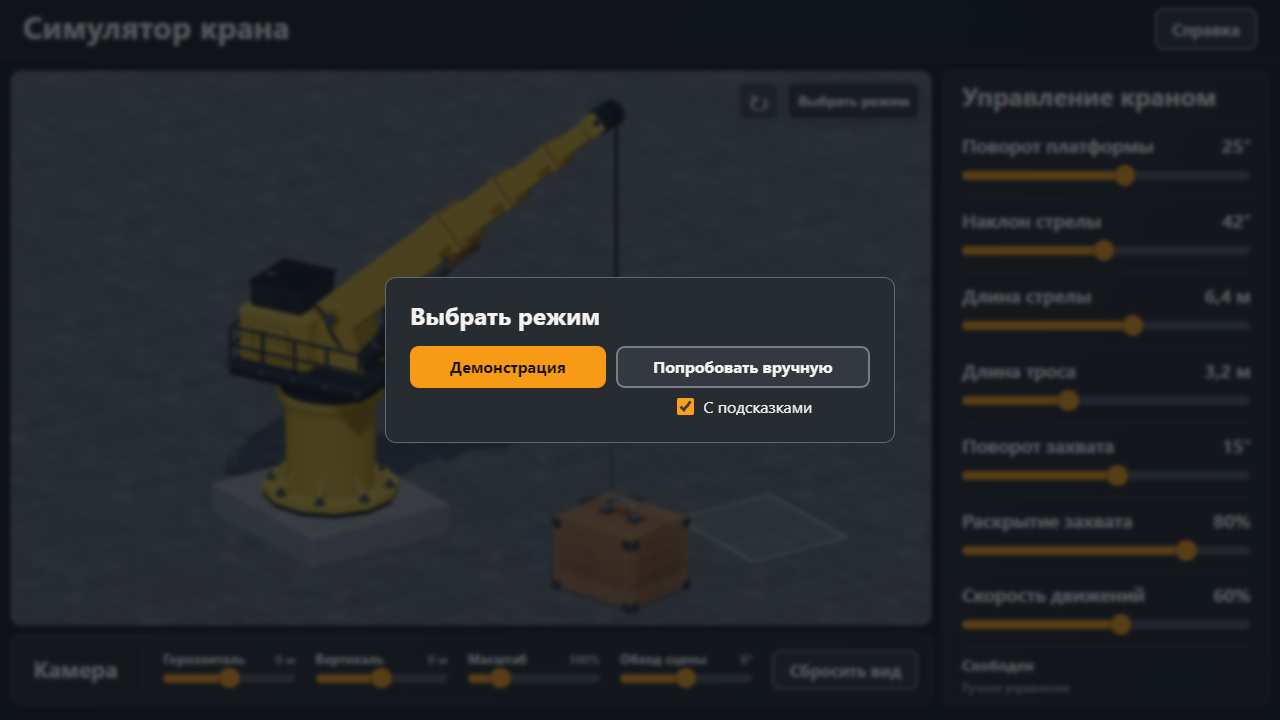 Симулятор крана
Справка
Выбрать режим
Управление краном
Поворот платформы 25°
Наклон стрелы 42°
Длина стрелы 6,4 м
Длина троса 3,2 м
Поворот захвата 15°
Раскрытие захвата 80%
Скорость движений 60%
Свободен
Ручное управление
Выбрать режим
Демонстрация
Попробовать вручную
С подсказками
Камера
Горизонталь 0 м
Вертикаль 0 м
Масштаб 100%
Обход сцены 0°
Сбросить вид